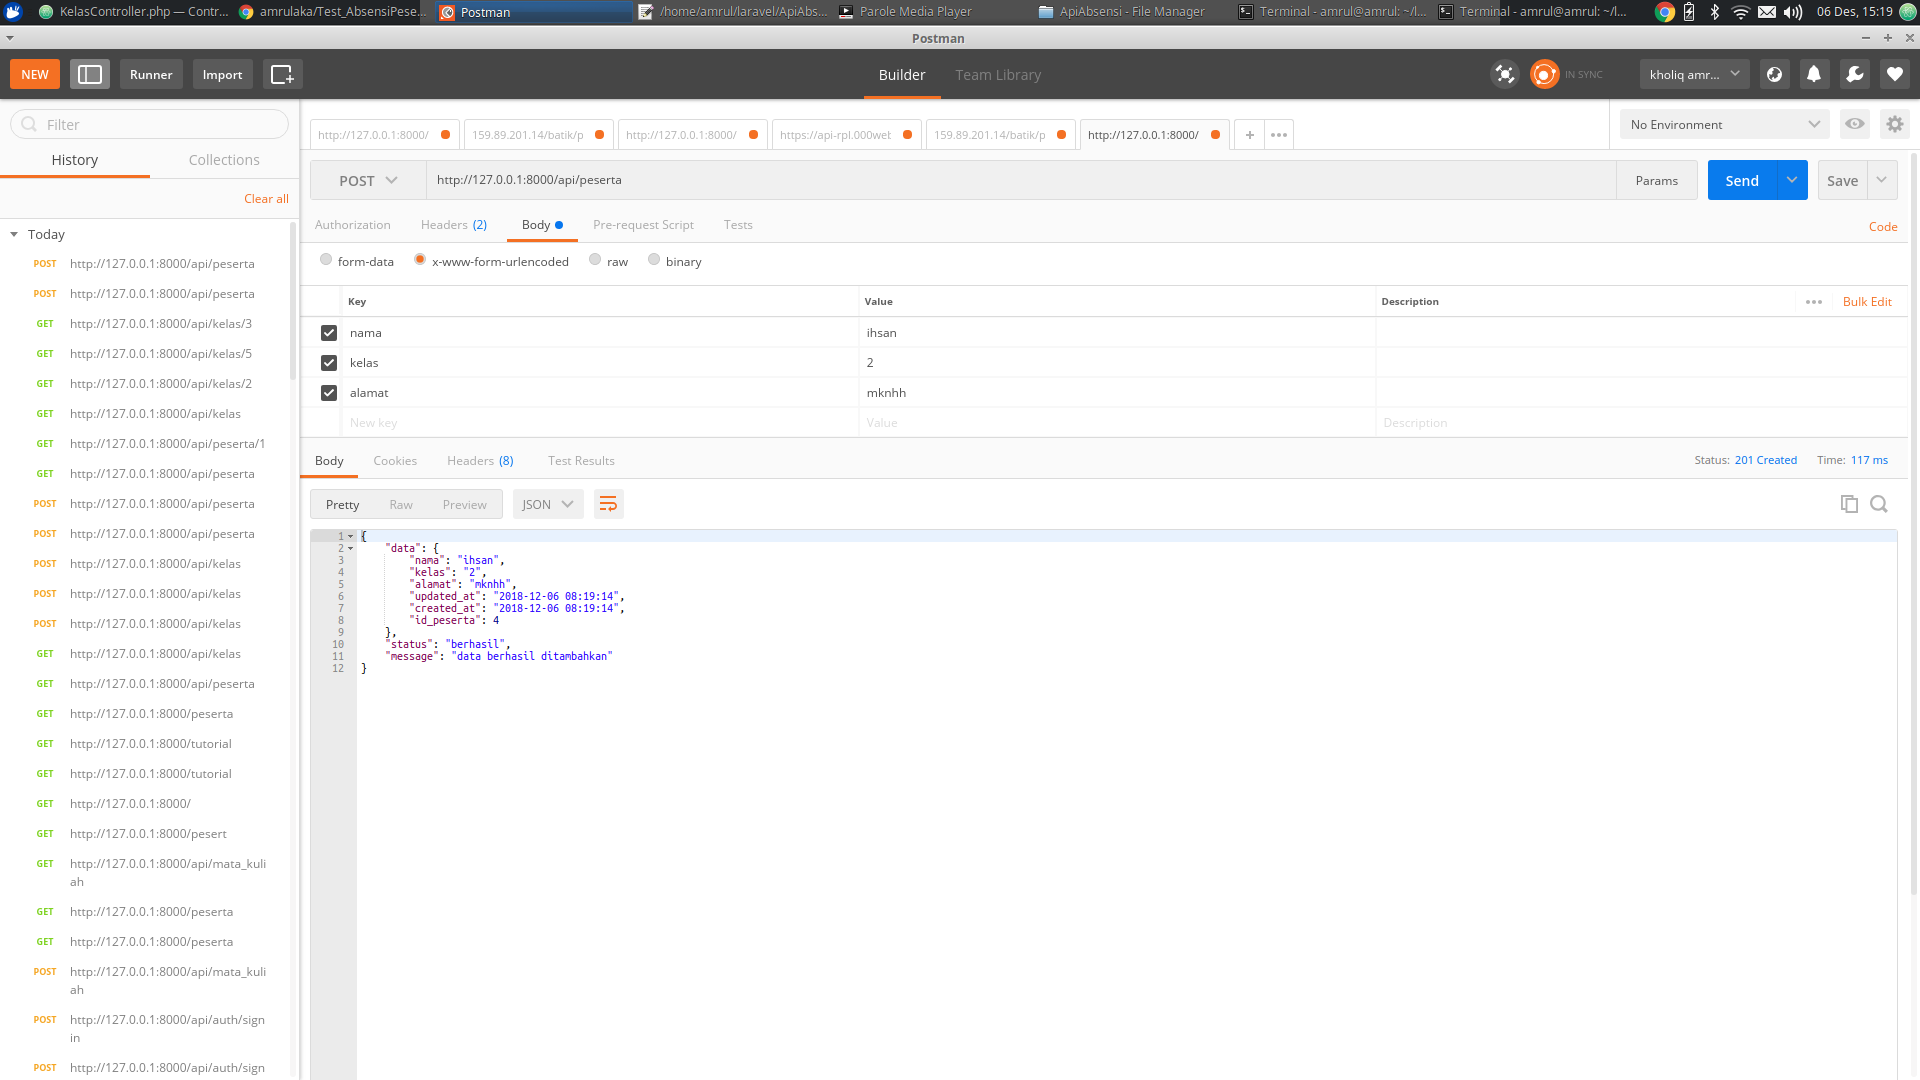 KelasController.php — Contr...
amrulaka/Test_AbsensiPese...
Postman
/home/amrul/laravel/ApiAbs...
Parole Media Player
ApiAbsensi - File Manager
Terminal - amrul@amrul: ~/l...
Terminal - amrul@amrul: ~/l...
06 Des, 15:19
Postman
NEW
Runner
Import
Builder
Team Library
IN SYNC
kholiq amr...
Filter
History
Collections
Clear all
Today
POST http://127.0.0.1:8000/api/peserta
POST http://127.0.0.1:8000/api/peserta
GET http://127.0.0.1:8000/api/kelas/3
GET http://127.0.0.1:8000/api/kelas/5
GET http://127.0.0.1:8000/api/kelas/2
GET http://127.0.0.1:8000/api/kelas
GET http://127.0.0.1:8000/api/peserta/1
GET http://127.0.0.1:8000/api/peserta
POST http://127.0.0.1:8000/api/peserta
POST http://127.0.0.1:8000/api/peserta
POST http://127.0.0.1:8000/api/kelas
POST http://127.0.0.1:8000/api/kelas
POST http://127.0.0.1:8000/api/kelas
GET http://127.0.0.1:8000/api/kelas
GET http://127.0.0.1:8000/api/peserta
GET http://127.0.0.1:8000/peserta
GET http://127.0.0.1:8000/tutorial
GET http://127.0.0.1:8000/tutorial
GET http://127.0.0.1:8000/
GET http://127.0.0.1:8000/pesert
GET http://127.0.0.1:8000/api/mata_kuli
ah
GET http://127.0.0.1:8000/peserta
GET http://127.0.0.1:8000/peserta
POST http://127.0.0.1:8000/api/mata_kuli
ah
POST http://127.0.0.1:8000/api/auth/sign
in
POST http://127.0.0.1:8000/api/auth/sign
http://127.0.0.1:8000/
159.89.201.14/batik/p
http://127.0.0.1:8000/
https://api-rpl.000web
159.89.201.14/batik/p
http://127.0.0.1:8000/
No Environment
POST
http://127.0.0.1:8000/api/peserta
Params
Send
Save
Authorization
Headers (2)
Body
Pre-request Script
Tests
Code
form-data
x-www-form-urlencoded
raw
binary
Key Value Description
Bulk Edit
nama ihsan
kelas 2
alamat mknhh
New key Value Description
Body
Cookies
Headers (8)
Test Results
Status: 201 Created
Time: 117 ms
Pretty
Raw
Preview
JSON
1 {
2 "data": {
3 "nama": "ihsan",
4 "kelas": "2",
5 "alamat": "mknhh",
6 "updated_at": "2018-12-06 08:19:14",
7 "created_at": "2018-12-06 08:19:14",
8 "id_peserta": 4
9 },
10 "status": "berhasil",
11 "message": "data berhasil ditambahkan"
12 }